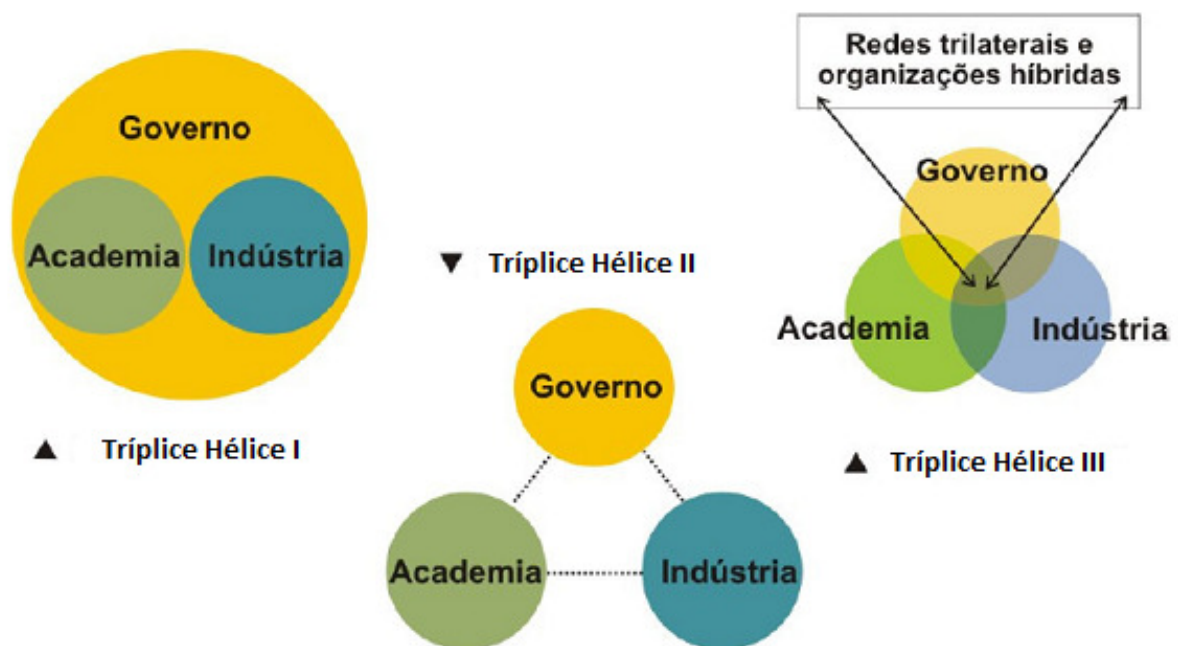 Governo
Academia
Indústria
▲ Tríplice Hélice I
▼ Tríplice Hélice II
Governo
Academia
Indústria
Redes trilaterais e
organizações híbridas
Governo
Academia
Indústria
▲ Tríplice Hélice III